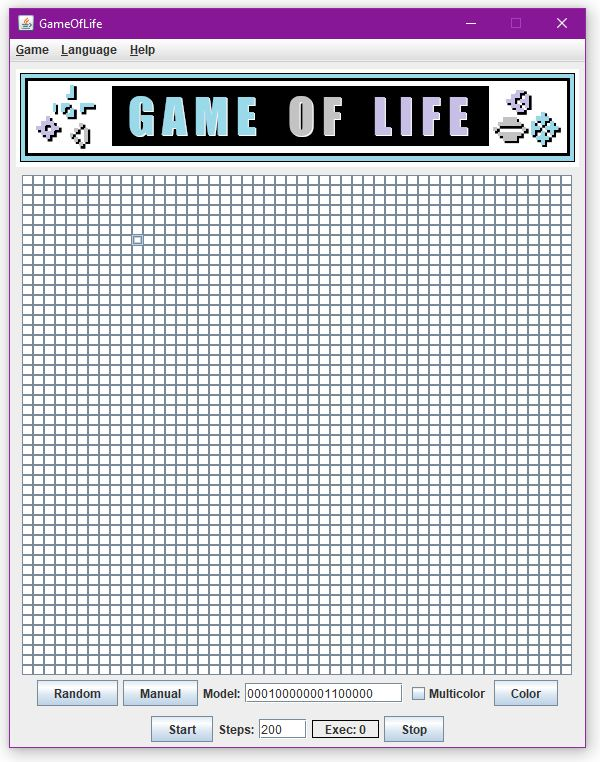 GameOfLife
Game Language Help
GAME OF LIFE
Random Manual Model: 000100000001100000 Multicolor Color
Start Steps: 200 Exec: 0 Stop